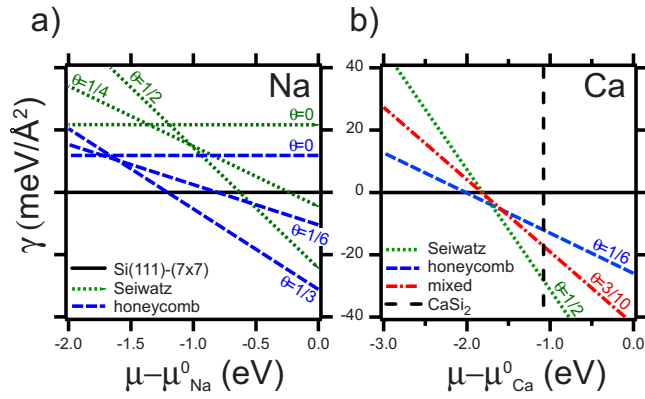 a)
b)
Na
Ca
θ=1/2
θ=1/4
θ=0
θ=0
θ=1/6
θ=1/3
Si(111)-(7x7)
Seiwatz
honeycomb
γ (meV/Å²)
40
20
0
-20
-40
-2.0
-1.5
-1.0
-0.5
0.0
μ−μ⁰Na (eV)
θ=1/6
θ=3/10
θ=1/2
Seiwatz
honeycomb
mixed
CaSi₂
-3.0
-2.0
-1.0
0.0
μ−μ⁰Ca (eV)